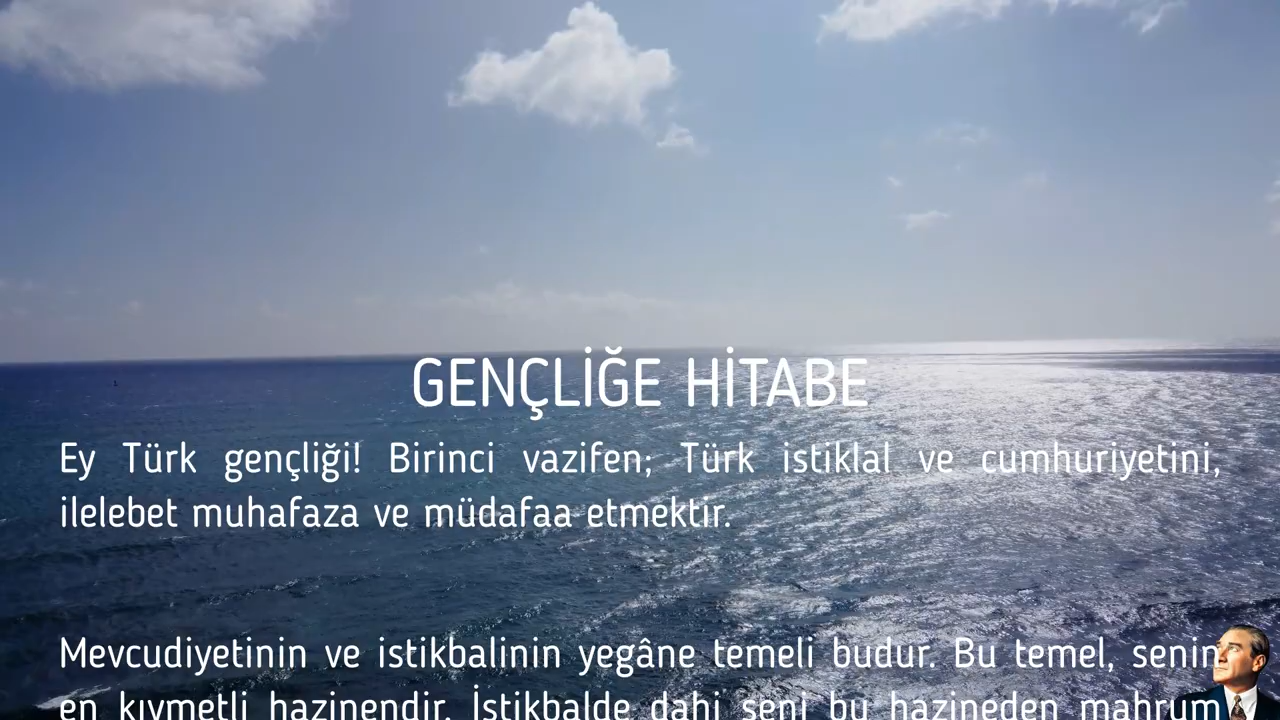 GENÇLİĞE HİTABE
Ey Türk gençliği! Birinci vazifen; Türk istiklal ve cumhuriyetini,
ilelebet muhafaza ve müdafaa etmektir.
Mevcudiyetinin ve istikbalinin yegâne temeli budur. Bu temel, senin
en kıymetli hazinendir. İstikbalde dahi seni bu hazineden mahrum